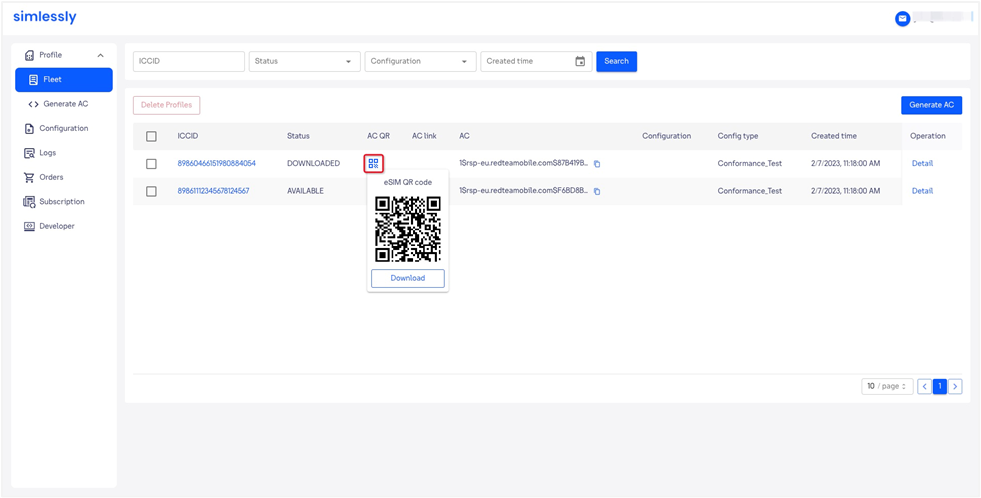 simlessly
Profile
Fleet
Generate AC
Configuration
Logs
Orders
Subscription
Developer
ICCID Status Configuration Created time Search
Delete Profiles Generate AC
ICCID Status AC QR AC link AC Configuration Config type Created time Operation
89860466151980884054 DOWNLOADED 1$rsp-eu.redteamobile.com$87B419B... Conformance_Test 2/7/2023, 11:18:00 AM Detail
89861112345678124567 AVAILABLE 1$rsp-eu.redteamobile.com$F6BD8B... Conformance_Test 2/7/2023, 11:18:00 AM Detail
eSIM QR code
Download
10 / page 1